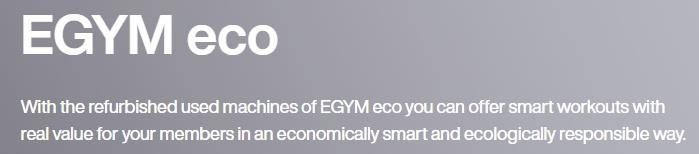 EGYM eco
With the refurbished used machines of EGYM eco you can offer smart workouts with
real value for your members in an economically smart and ecologically responsible way.